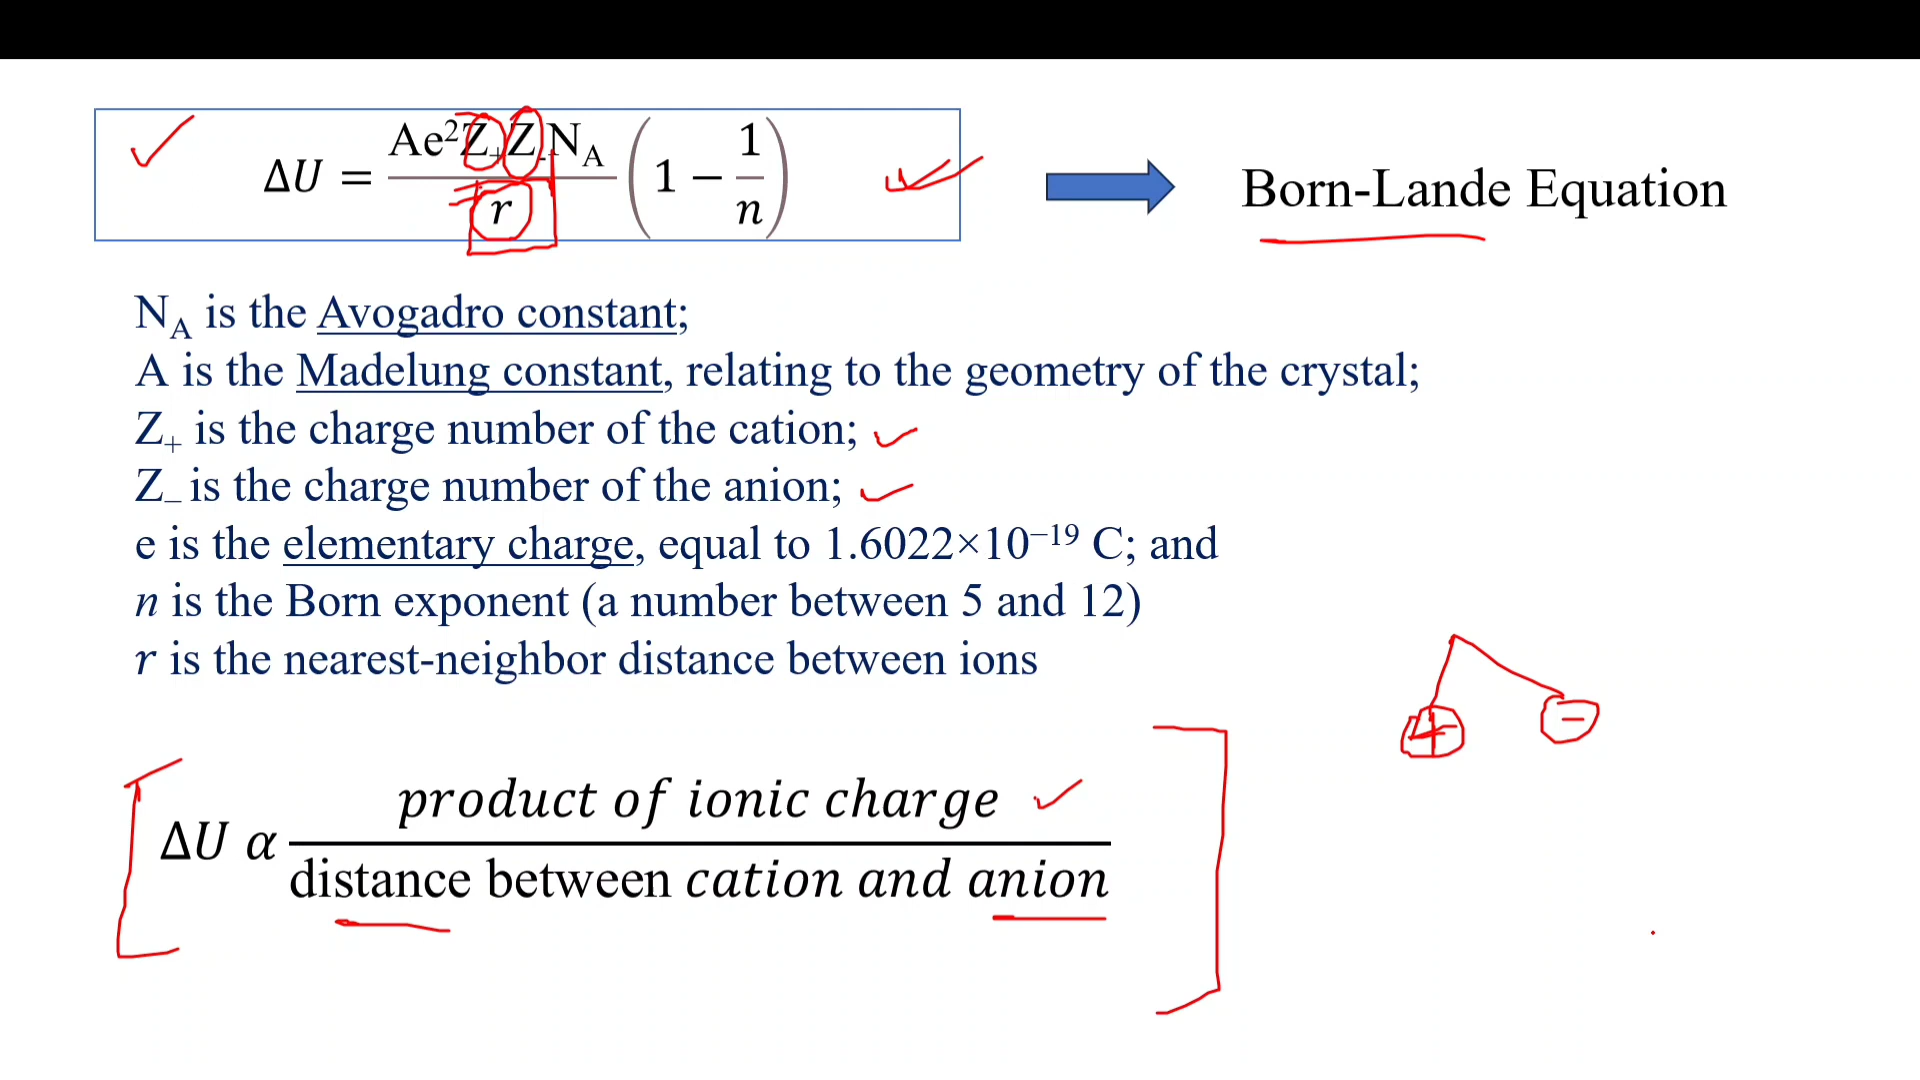 ΔU = Ae²Z₊Z₋N_A / r (1 − 1/n)
Born-Lande Equation
N_A is the Avogadro constant;
A is the Madelung constant, relating to the geometry of the crystal;
Z₊ is the charge number of the cation;
Z₋ is the charge number of the anion;
e is the elementary charge, equal to 1.6022×10⁻¹⁹ C; and
n is the Born exponent (a number between 5 and 12)
r is the nearest-neighbor distance between ions
+ −
ΔU α product of ionic charge / distance between cation and anion